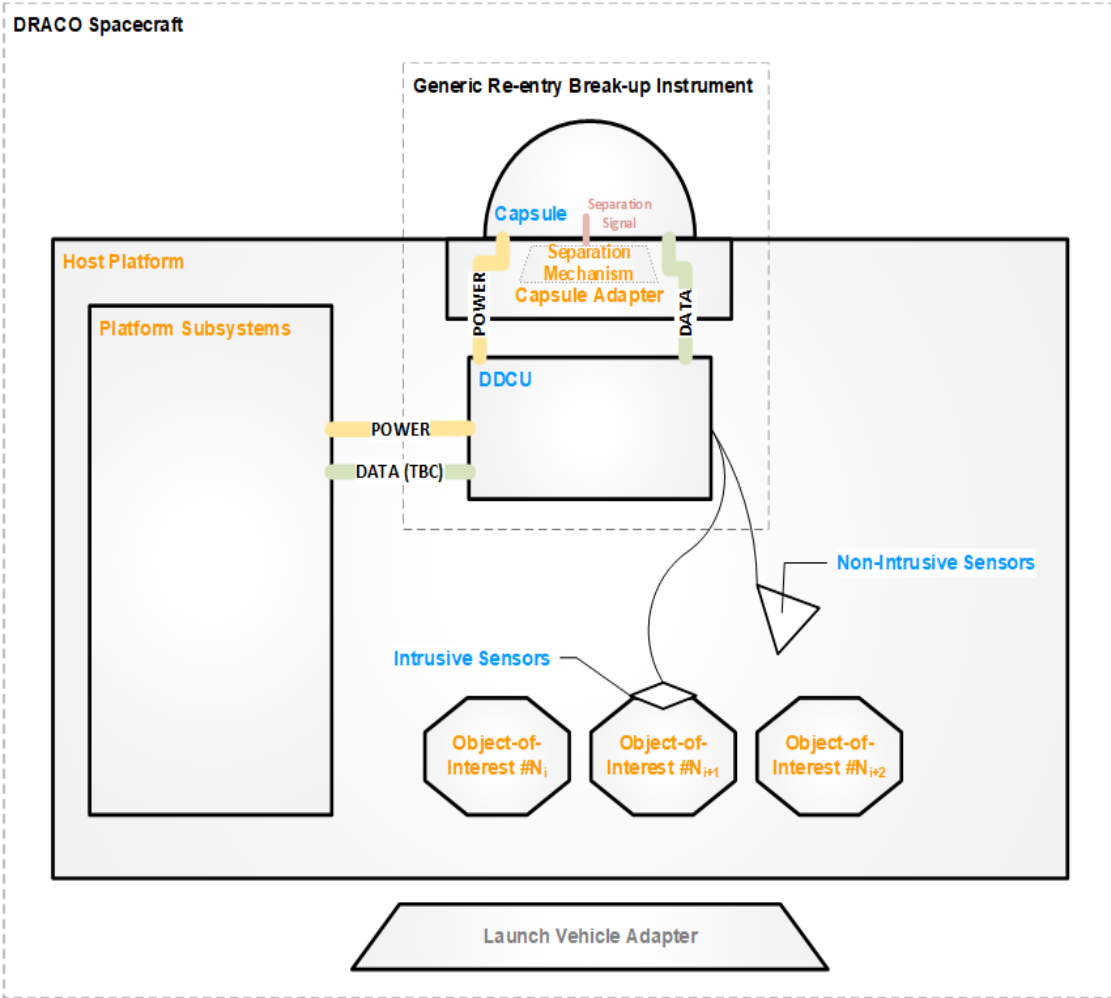 DRACO Spacecraft
Generic Re-entry Break-up Instrument
Capsule
Separation
Signal
Host Platform
Separation
Mechanism
Capsule Adapter
POWER
DATA
Platform Subsystems
DDCU
POWER
DATA (TBC)
Non-Intrusive Sensors
Intrusive Sensors
Object-of-
Interest #Ni
Object-of-
Interest #Ni+1
Object-of-
Interest #Ni+2
Launch Vehicle Adapter